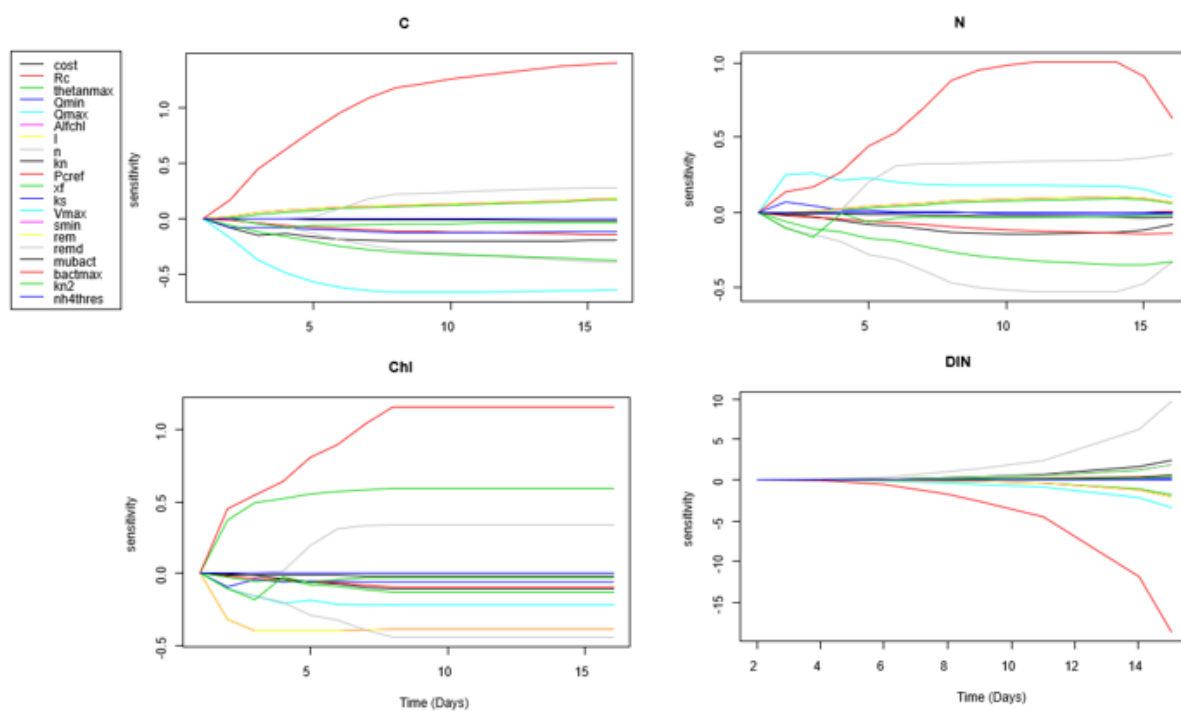 C
cost
Rc
thetanmax
Qmin
Qmax
Alfchl
I
n
kn
Pcref
xf
ks
Vmax
smin
rem
remd
mubact
bactmax
kn2
nh4thres
sensitivity
1.0
0.5
0.0
-0.5
5
10
15
N
sensitivity
1.0
0.5
0.0
-0.5
5
10
15
Chl
sensitivity
1.0
0.5
0.0
-0.5
5
10
15
Time (Days)
DIN
sensitivity
10
5
0
-5
-10
-15
2
4
6
8
10
12
14
Time (Days)